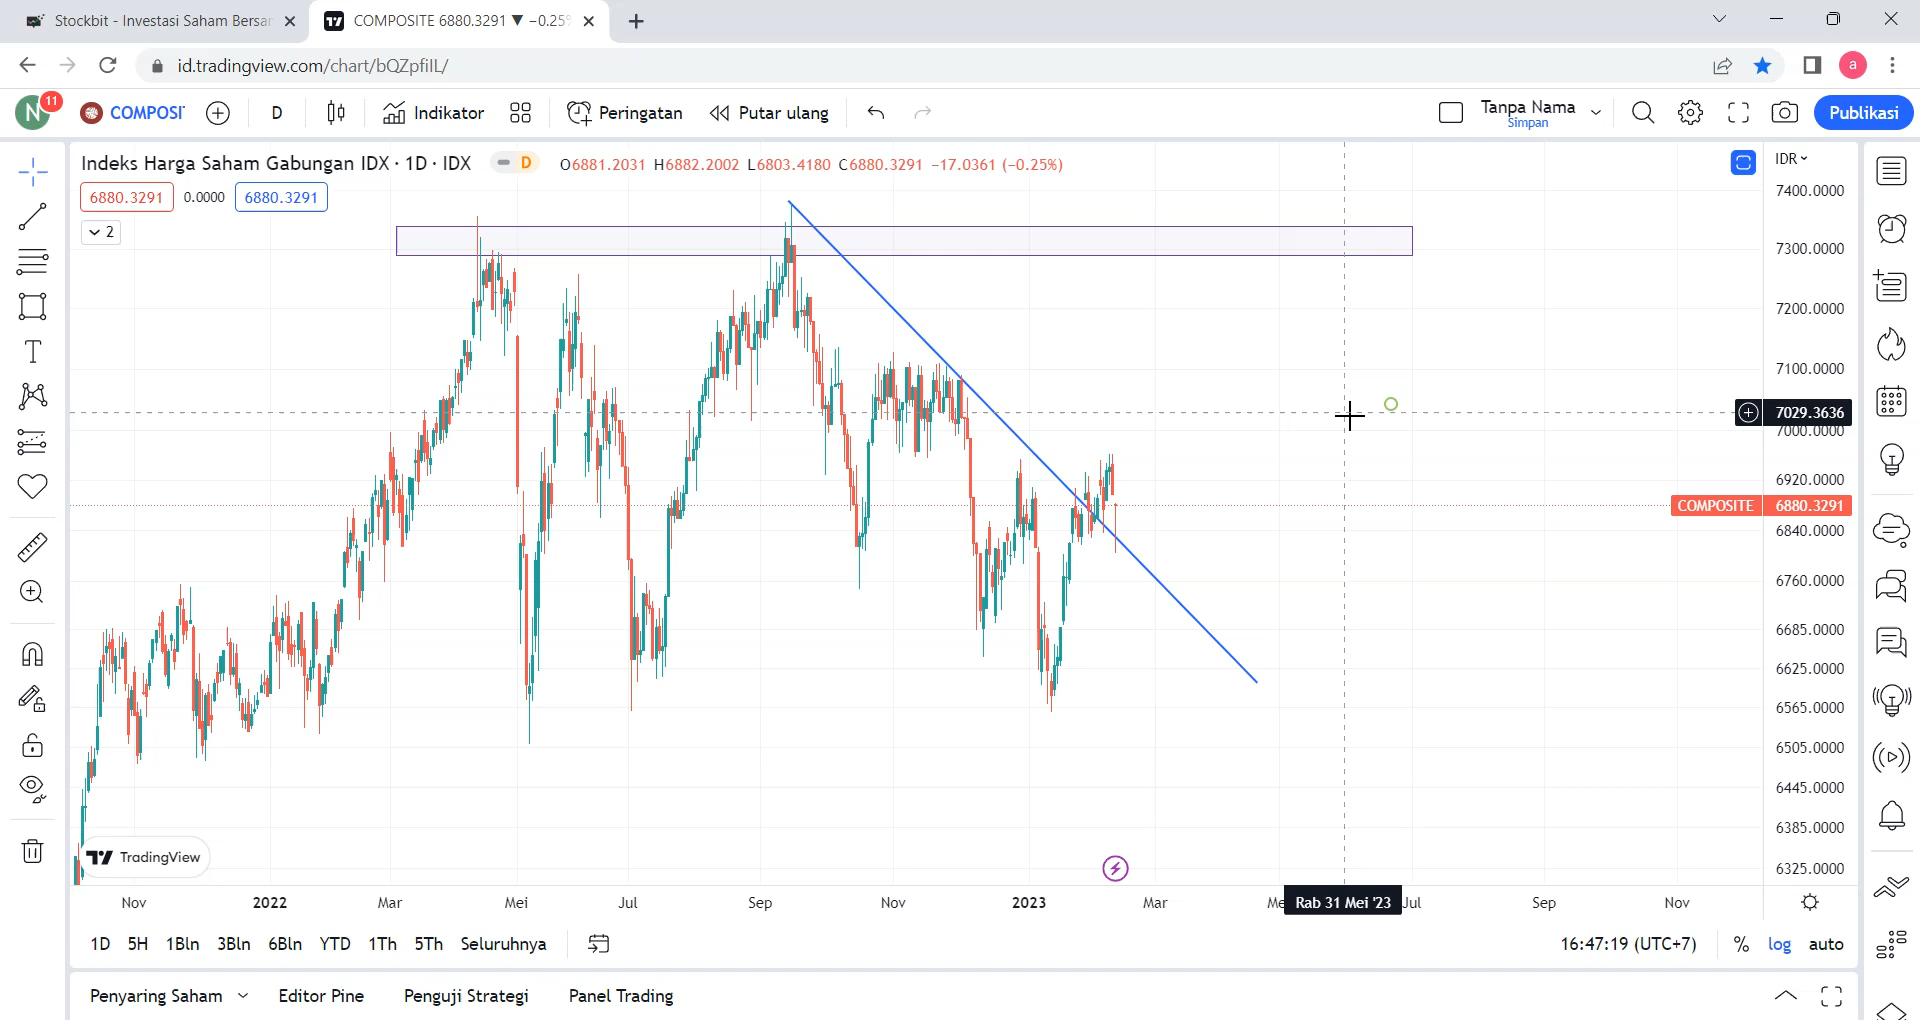 Stockbit - Investasi Saham Bersar
COMPOSITE 6880.3291 ▼ −0.25%
id.tradingview.com/chart/bQZpfilL/
a
N
11
COMPOSI
D
Indikator
Peringatan
Putar ulang
Tanpa Nama
Simpan
Publikasi
Indeks Harga Saham Gabungan IDX · 1D · IDX
D
O6881.2031 H6882.2002 L6803.4180 C6880.3291 −17.0361 (−0.25%)
IDR
6880.3291
0.0000
6880.3291
2
7400.0000
7300.0000
7200.0000
7100.0000
7029.3636
7000.0000
6920.0000
COMPOSITE 6880.3291
6840.0000
6760.0000
6685.0000
6625.0000
6565.0000
6505.0000
6445.0000
6385.0000
6325.0000
TradingView
Nov
2022
Mar
Mei
Jul
Sep
Nov
2023
Mar
Me
Rab 31 Mei '23
Jul
Sep
Nov
1D 5H 1Bln 3Bln 6Bln YTD 1Th 5Th Seluruhnya
16:47:19 (UTC+7)
% log auto
Penyaring Saham
Editor Pine
Penguji Strategi
Panel Trading